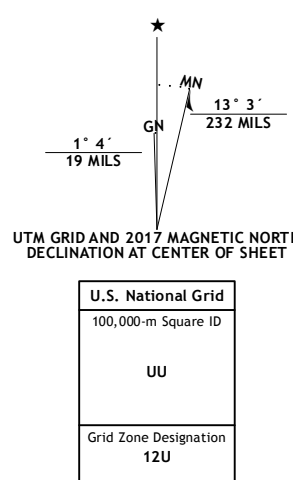 MN
13° 3´
232 MILS
GN
1° 4´
19 MILS
UTM GRID AND 2017 MAGNETIC NORTH
DECLINATION AT CENTER OF SHEET
U.S. National Grid
100,000-m Square ID
UU
Grid Zone Designation
12U